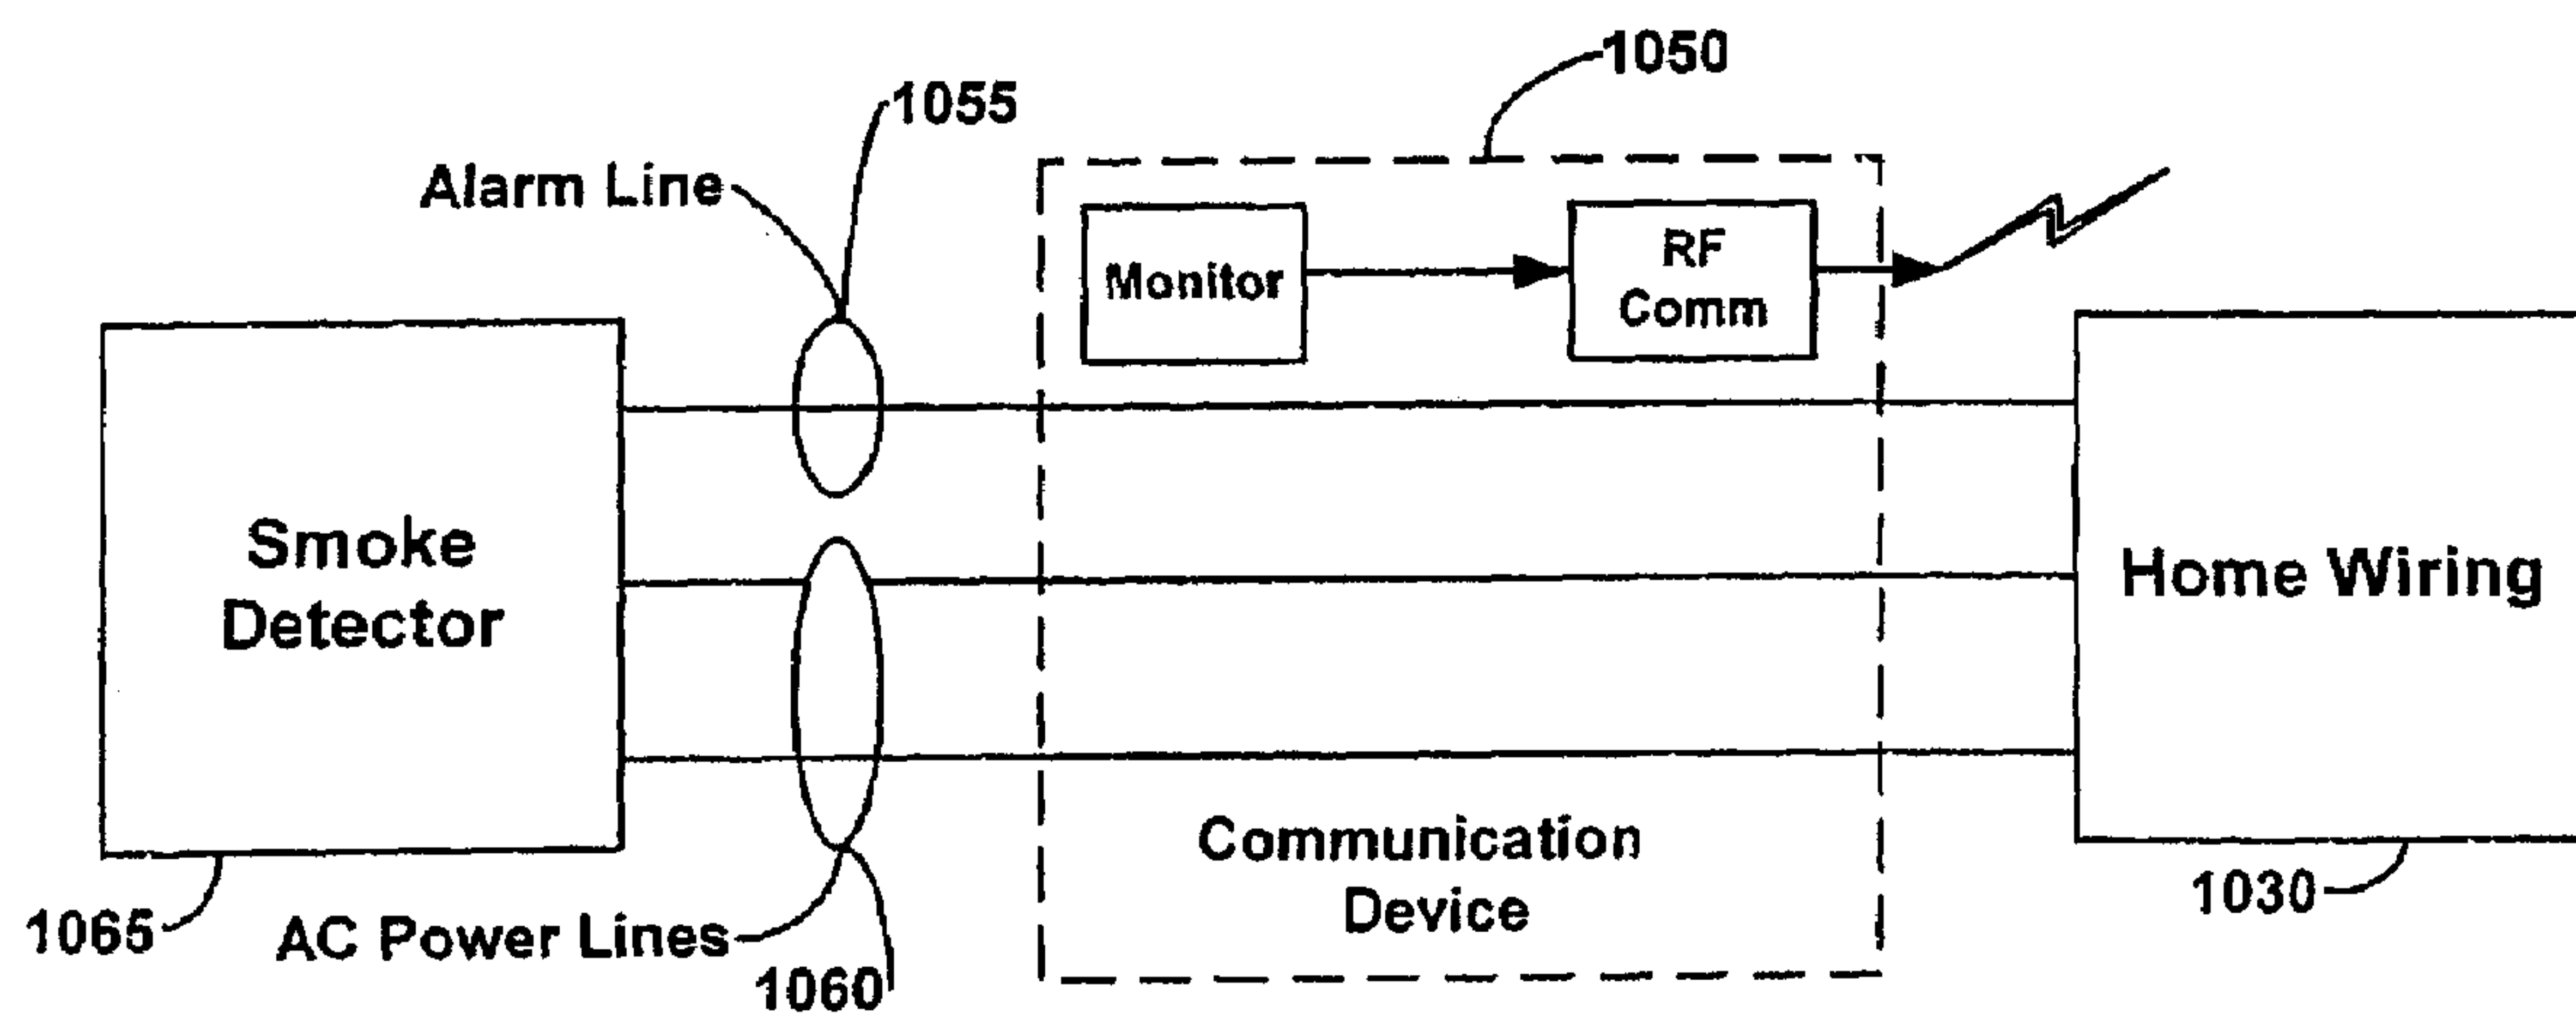 1050
1055
Alarm Line
Monitor
RF
Comm
Smoke
Detector
Home Wiring
Communication
Device
1065
AC Power Lines
1060
1030